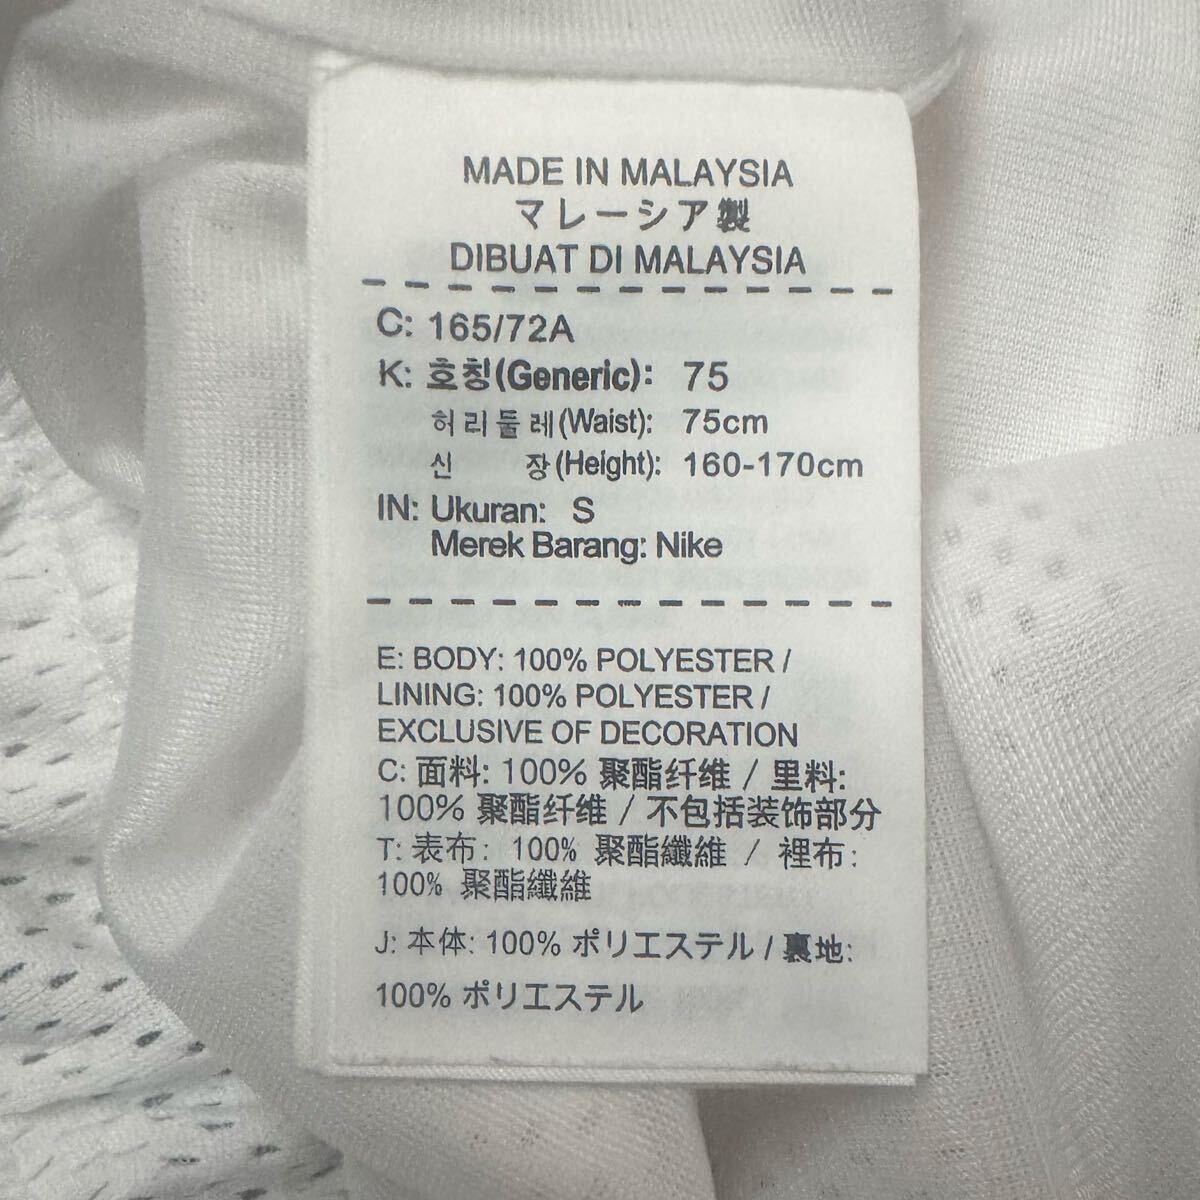 MADE IN MALAYSIA
マレーシア製
DIBUAT DI MALAYSIA
C: 165/72A
K: 호칭(Generic): 75
허리둘레(Waist): 75cm
신 장(Height): 160-170cm
IN: Ukuran: S
Merek Barang: Nike
E: BODY: 100% POLYESTER /
LINING: 100% POLYESTER /
EXCLUSIVE OF DECORATION
C: 面料: 100% 聚酯纤维 / 里料:
100% 聚酯纤维 / 不包括装饰部分
T: 表布: 100% 聚酯纖維 / 裡布:
100% 聚酯纖維
J: 本体: 100% ポリエステル / 裏地:
100% ポリエステル